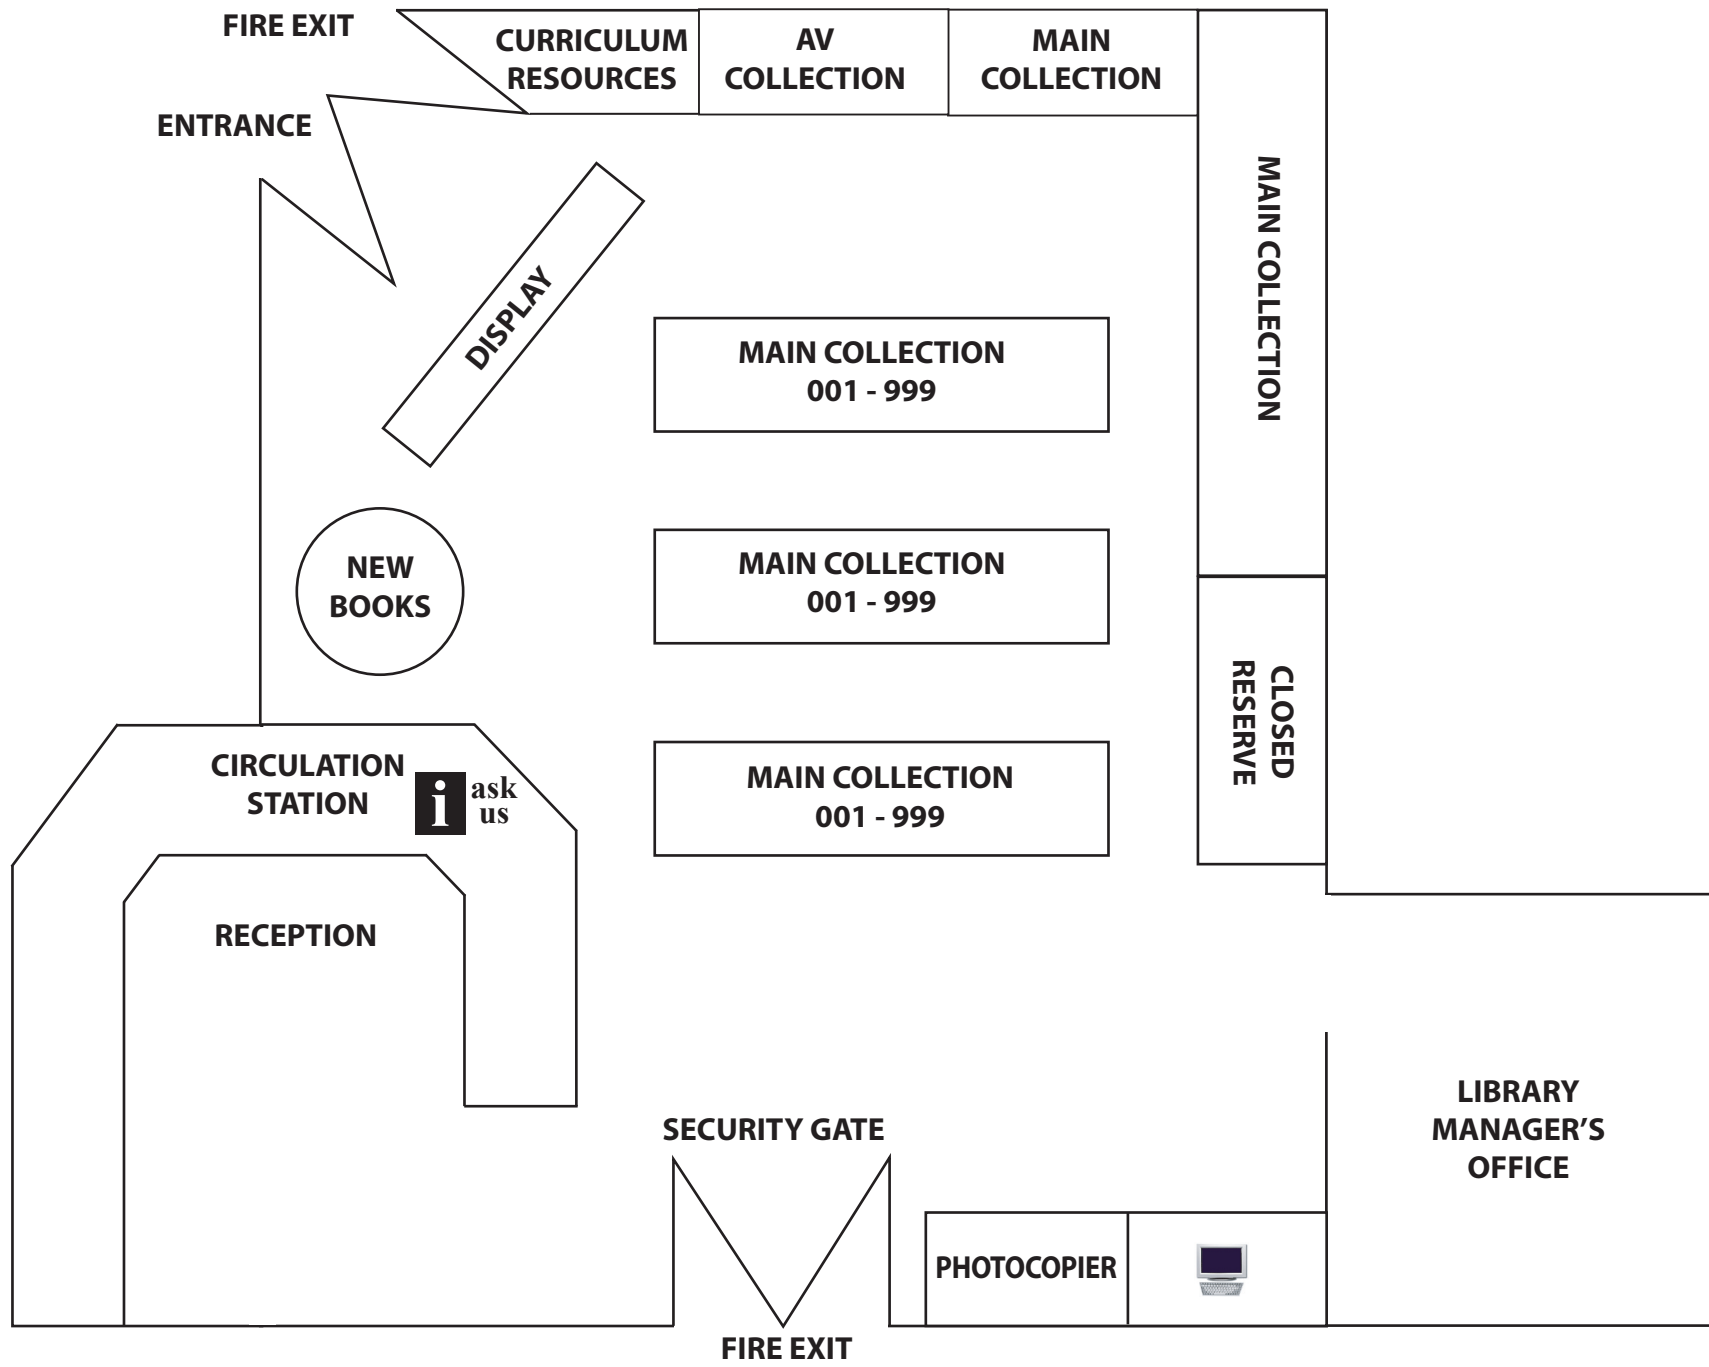 FIRE EXIT
CURRICULUM
RESOURCES
AV
COLLECTION
MAIN
COLLECTION
ENTRANCE
MAIN COLLECTION
DISPLAY
MAIN COLLECTION
001 - 999
NEW
BOOKS
MAIN COLLECTION
001 - 999
CLOSED
RESERVE
CIRCULATION
STATION
i
ask
us
MAIN COLLECTION
001 - 999
RECEPTION
SECURITY GATE
LIBRARY
MANAGER'S
OFFICE
PHOTOCOPIER
FIRE EXIT